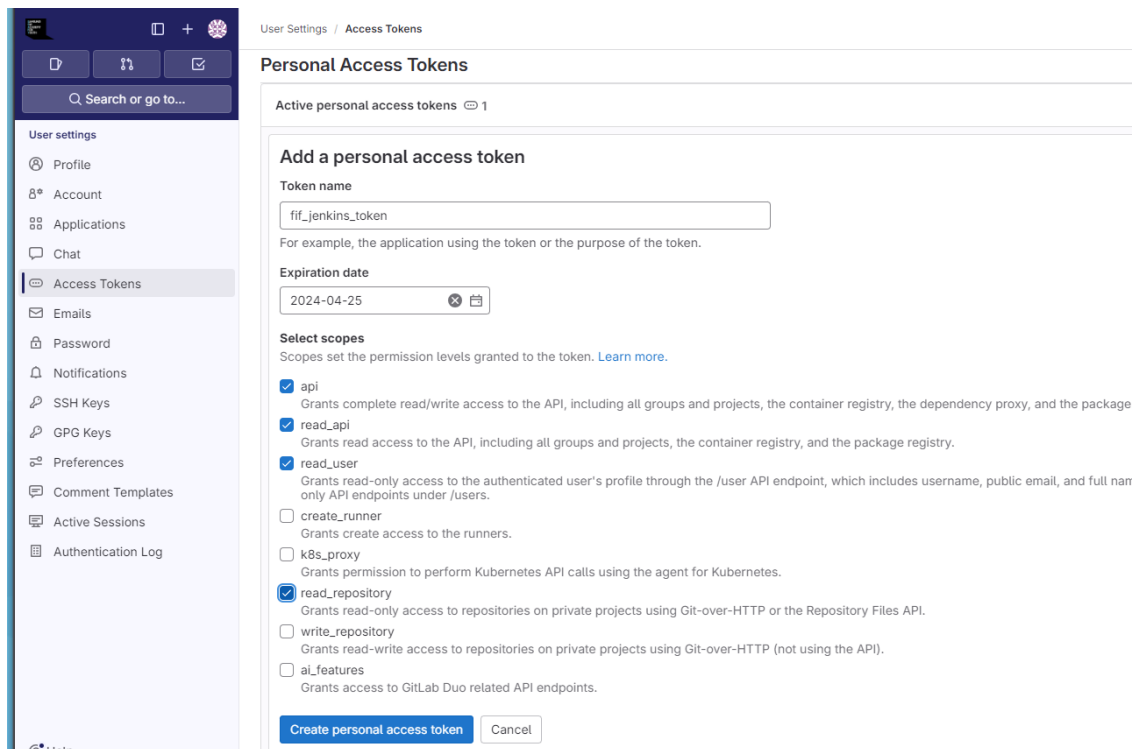 User Settings / Access Tokens
Search or go to...
User settings
Profile
Account
Applications
Chat
Access Tokens
Emails
Password
Notifications
SSH Keys
GPG Keys
Preferences
Comment Templates
Active Sessions
Authentication Log
Personal Access Tokens
Active personal access tokens 1
Add a personal access token
Token name
fif_jenkins_token
For example, the application using the token or the purpose of the token.
Expiration date
2024-04-25
Select scopes
Scopes set the permission levels granted to the token. Learn more.
api
Grants complete read/write access to the API, including all groups and projects, the container registry, the dependency proxy, and the package
read_api
Grants read access to the API, including all groups and projects, the container registry, and the package registry.
read_user
Grants read-only access to the authenticated user's profile through the /user API endpoint, which includes username, public email, and full nam
only API endpoints under /users.
create_runner
Grants create access to the runners.
k8s_proxy
Grants permission to perform Kubernetes API calls using the agent for Kubernetes.
read_repository
Grants read-only access to repositories on private projects using Git-over-HTTP or the Repository Files API.
write_repository
Grants read-write access to repositories on private projects using Git-over-HTTP (not using the API).
ai_features
Grants access to GitLab Duo related API endpoints.
Create personal access token
Cancel